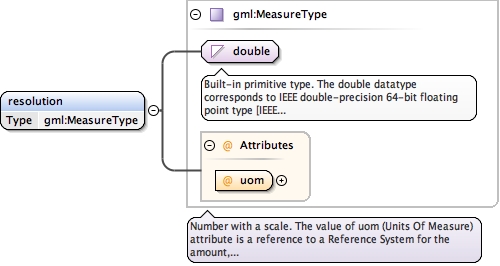 gml:MeasureType
double
Built-in primitive type. The double datatype
corresponds to IEEE double-precision 64-bit floating
point type [IEEE...
resolution
Type gml:MeasureType
@ Attributes
@ uom
Number with a scale. The value of uom (Units Of Measure)
attribute is a reference to a Reference System for the
amount,...